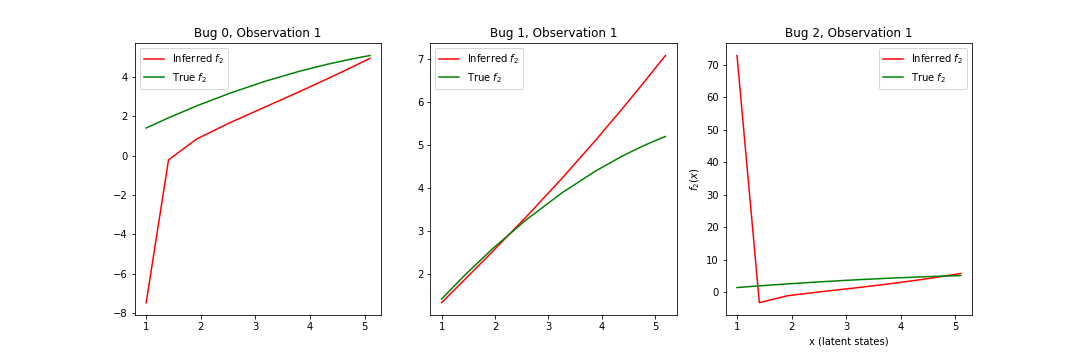 Bug 0, Observation 1
Inferred f₂
True f₂
4
2
0
−2
−4
−6
−8
1 2 3 4 5
Bug 1, Observation 1
Inferred f₂
True f₂
7
6
5
4
3
2
1 2 3 4 5
Bug 2, Observation 1
Inferred f₂
True f₂
f₂(x)
70
60
50
40
30
20
10
0
1 2 3 4 5
x (latent states)